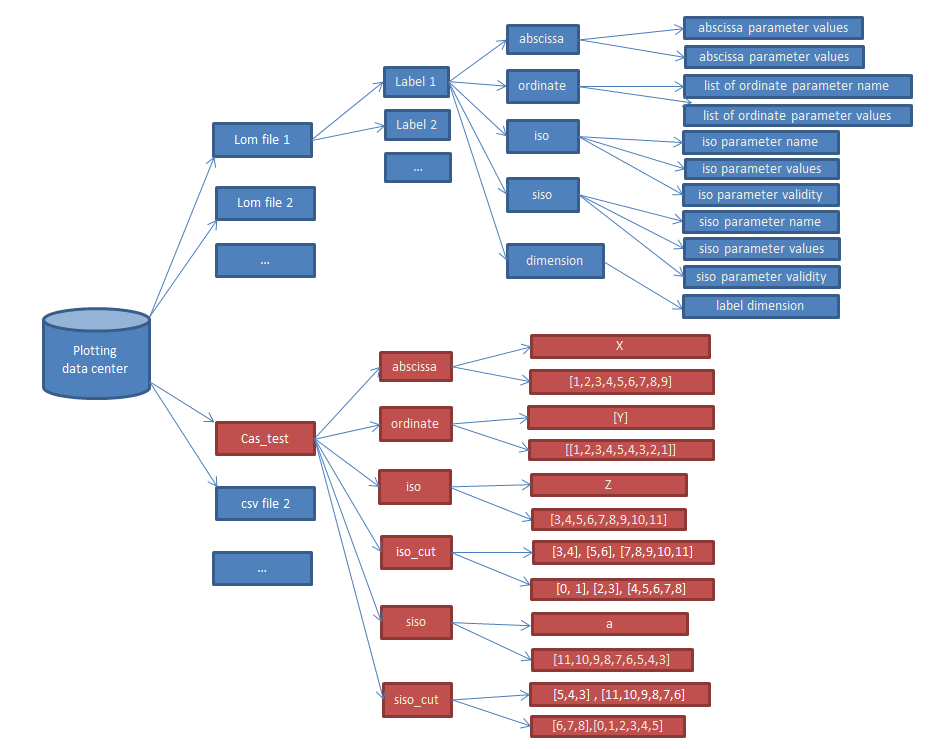 Plotting
data center
Lom file 1
Lom file 2
...
Label 1
Label 2
...
abscissa
abscissa parameter values
abscissa parameter values
ordinate
list of ordinate parameter name
list of ordinate parameter values
iso
iso parameter name
iso parameter values
iso parameter validity
siso
siso parameter name
siso parameter values
siso parameter validity
dimension
label dimension
Cas_test
csv file 2
...
abscissa
X
[1,2,3,4,5,6,7,8,9]
ordinate
[Y]
[[1,2,3,4,5,4,3,2,1]]
iso
Z
[3,4,5,6,7,8,9,10,11]
iso_cut
[3,4], [5,6], [7,8,9,10,11]
[0, 1], [2,3], [4,5,6,7,8]
siso
a
[11,10,9,8,7,6,5,4,3]
siso_cut
[5,4,3] , [11,10,9,8,7,6]
[6,7,8],[0,1,2,3,4,5]